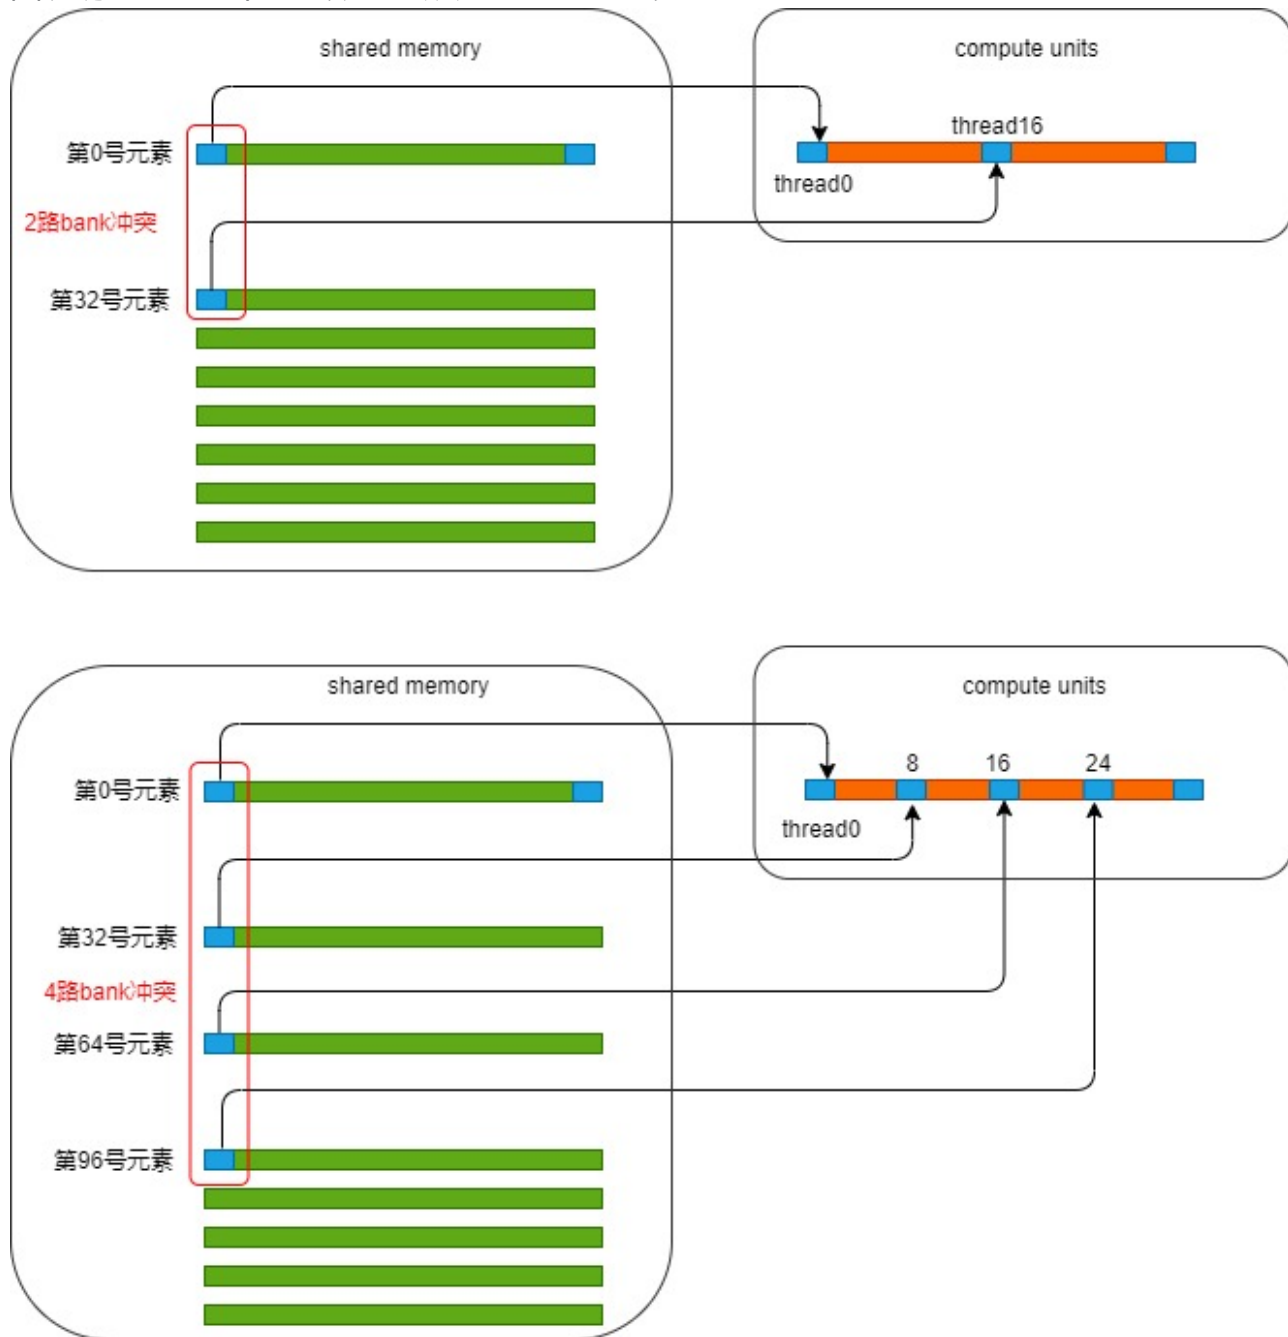 shared memory
compute units
thread16
第0号元素
thread0
2路bank冲突
第32号元素
shared memory
compute units
8 16 24
第0号元素
thread0
第32号元素
4路bank冲突
第64号元素
第96号元素